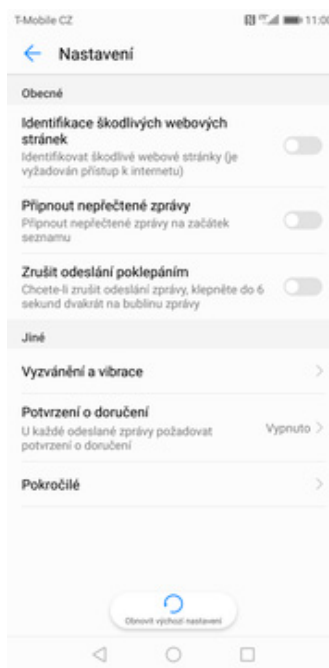 T-Mobile CZ
11:00
Nastavení
Obecné
Identifikace škodlivých webových
stránek
Identifikovat škodlivé webové stránky (je
vyžadován přístup k internetu)
Připnout nepřečtené zprávy
Připnout nepřečtené zprávy na začátek
seznamu
Zrušit odeslání poklepáním
Chcete-li zrušit odeslání zprávy, klepněte do 6
sekund dvakrát na bublinu zprávy
Jiné
Vyzvánění a vibrace
Potvrzení o doručení
U každé odeslané zprávy požadovat
potvrzení o doručení
Vypnuto
Pokročilé
Obnovit výchozí nastavení